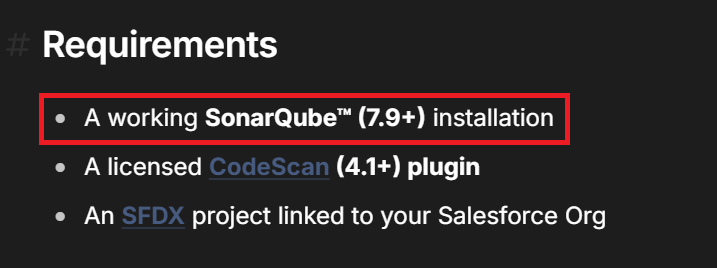 # Requirements
• A working SonarQube™ (7.9+) installation
• A licensed CodeScan (4.1+) plugin
• An SFDX project linked to your Salesforce Org